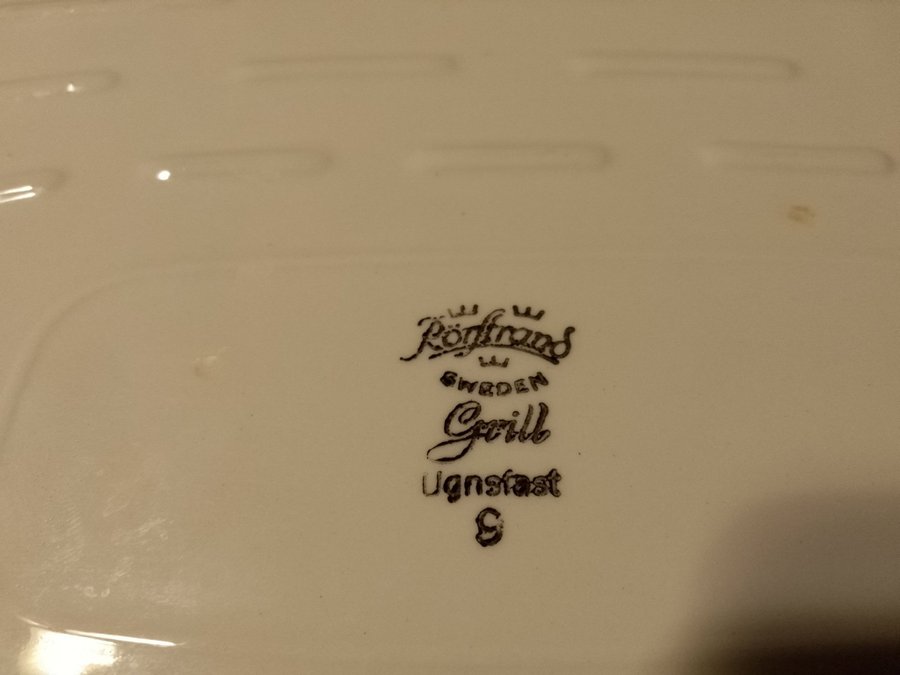 Rörstrand
SWEDEN
Grill
Ugnsfast